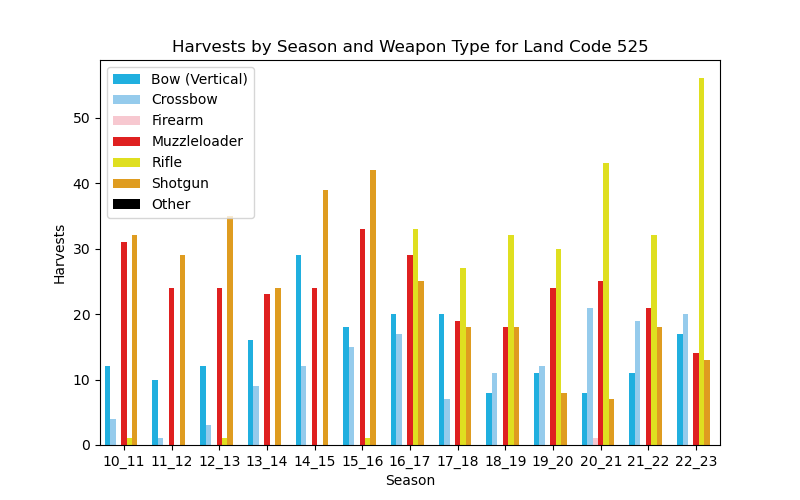 Harvests by Season and Weapon Type for Land Code 525
Bow (Vertical)
Crossbow
Firearm
Muzzleloader
Rifle
Shotgun
Other
50
40
30
20
10
0
Harvests
10_11 11_12 12_13 13_14 14_15 15_16 16_17 17_18 18_19 19_20 20_21 21_22 22_23
Season